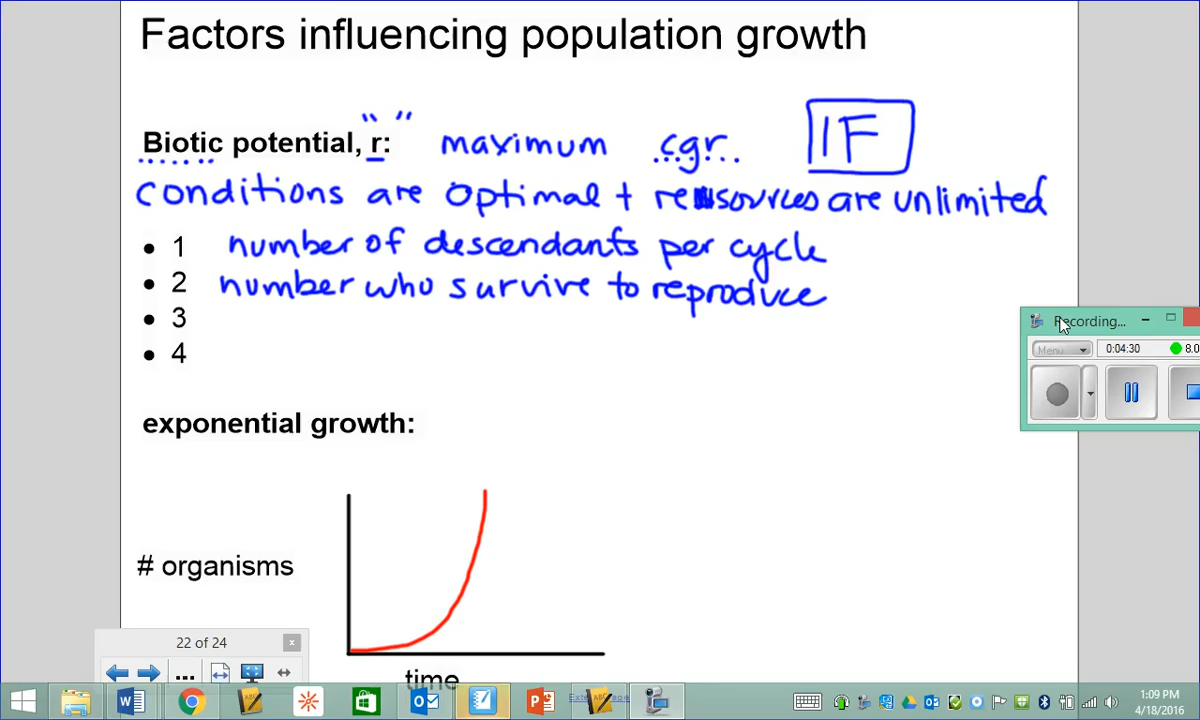 Factors influencing population growth
Biotic potential, "r": maximum cgr IF
conditions are optimal + resources are unlimited
• 1 number of descendants per cycle
• 2 number who survive to reproduce
• 3
• 4
Recording...
Menu 0:04:30 8.0
exponential growth:
# organisms
22 of 24
time
1:09 PM
4/18/2016